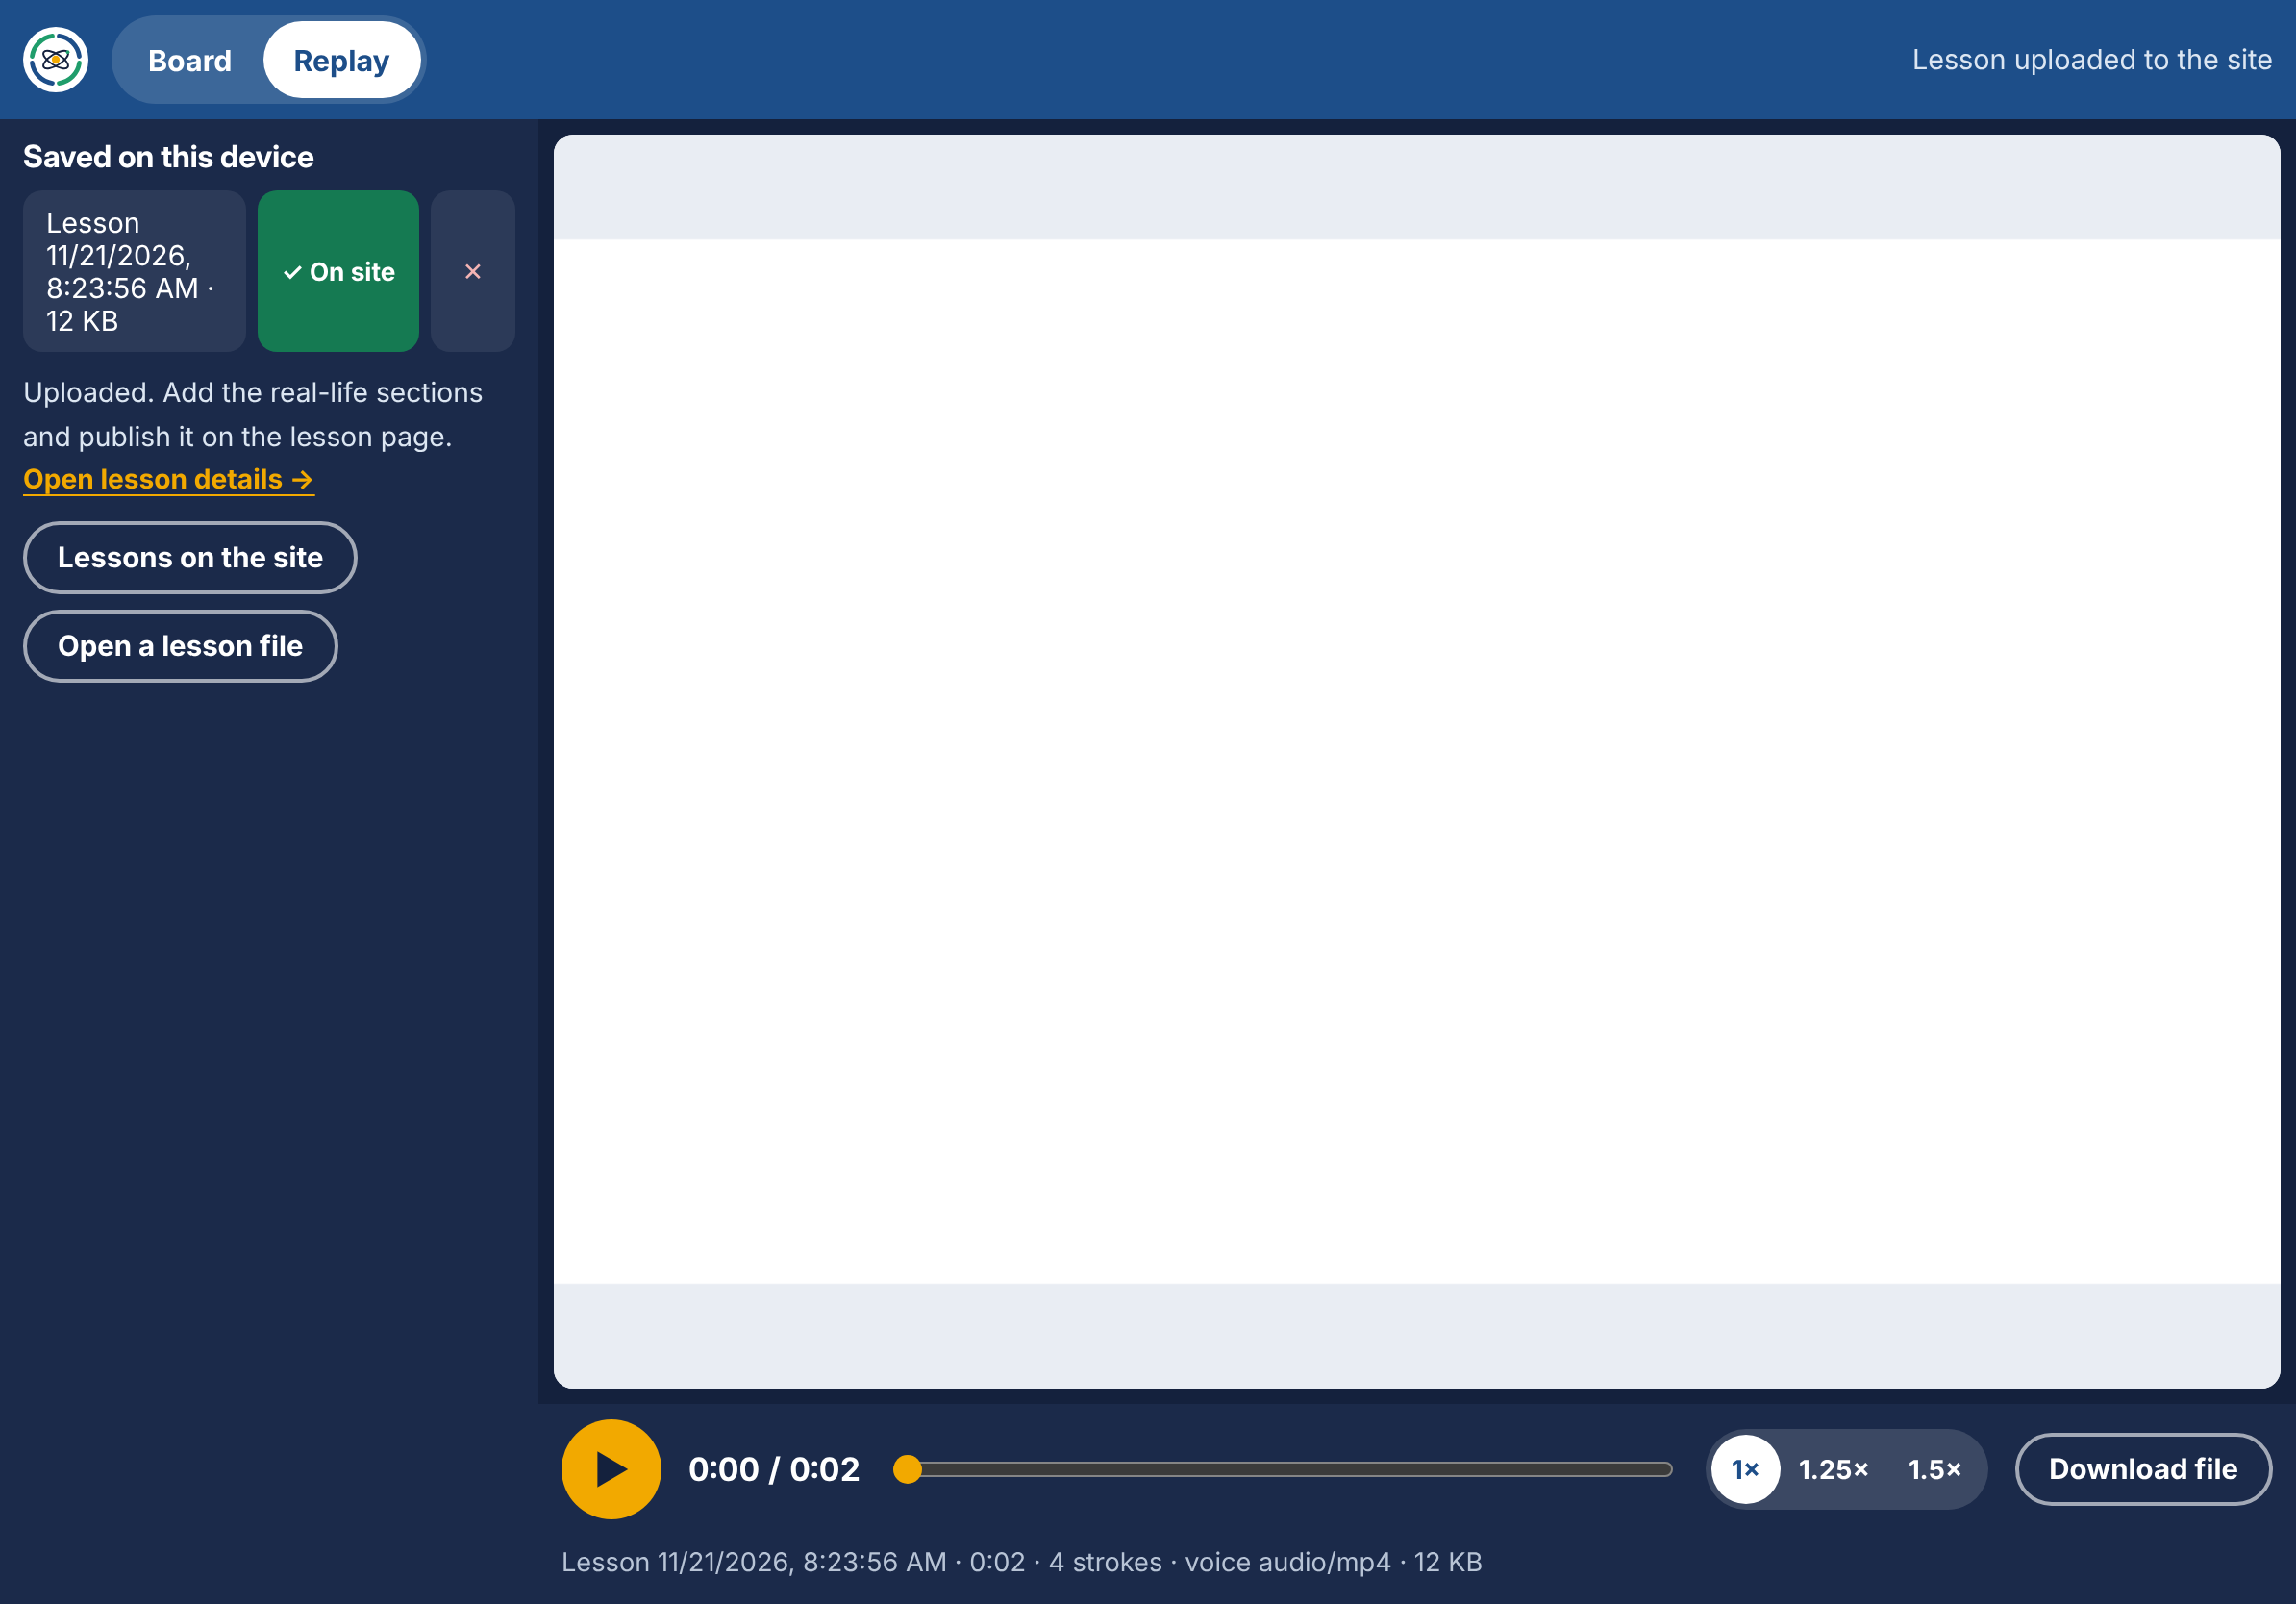 Board
Replay
Lesson uploaded to the site
Saved on this device
Lesson
11/21/2026,
8:23:56 AM ·
12 KB
✓ On site
✕
Uploaded. Add the real-life sections
and publish it on the lesson page.
Open lesson details →
Lessons on the site
Open a lesson file
0:00 / 0:02
1×
1.25×
1.5×
Download file
Lesson 11/21/2026, 8:23:56 AM · 0:02 · 4 strokes · voice audio/mp4 · 12 KB